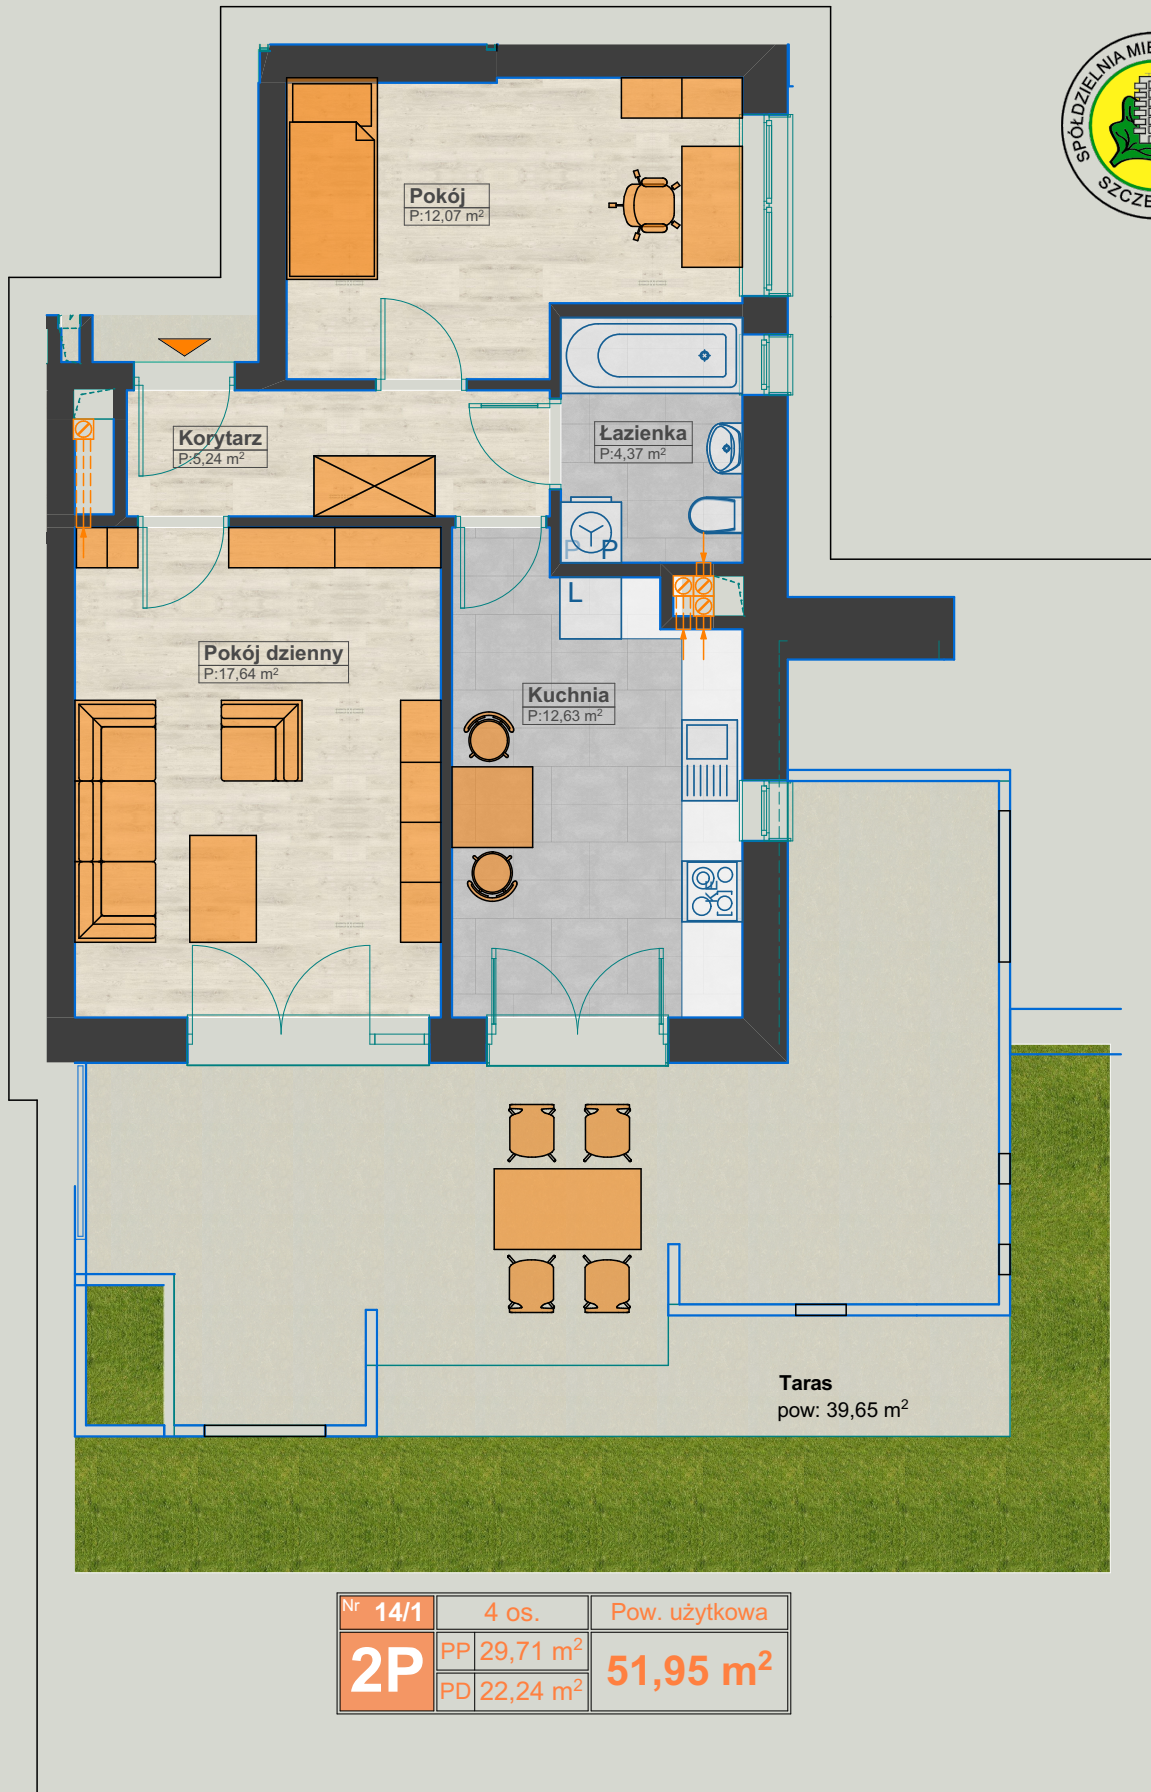 SPÓŁDZIELNIA
Pokój
P:12,07 m²
Korytarz
P:5,24 m²
Łazienka
P:4,37 m²
P P
L
Pokój dzienny
P:17,64 m²
Kuchnia
P:12,63 m²
Taras
pow: 39,65 m²
Nr 14/1 4 os. Pow. użytkowa
2P PP 29,71 m² 51,95 m²
PD 22,24 m²